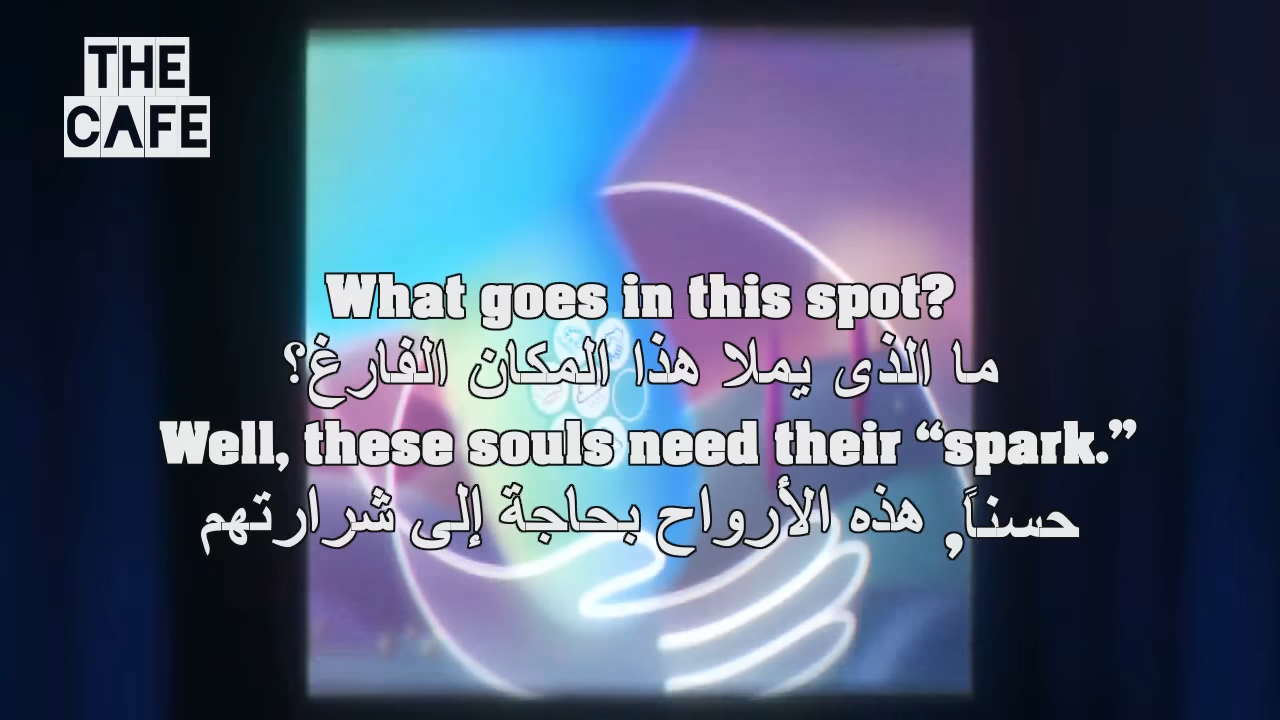 THE
CAFE
What goes in this spot?
ما الذى يملا هذا المكان الفارغ؟
Well, these souls need their “spark.”
حسناً, هذه الأرواح بحاجة إلى شرارتهم